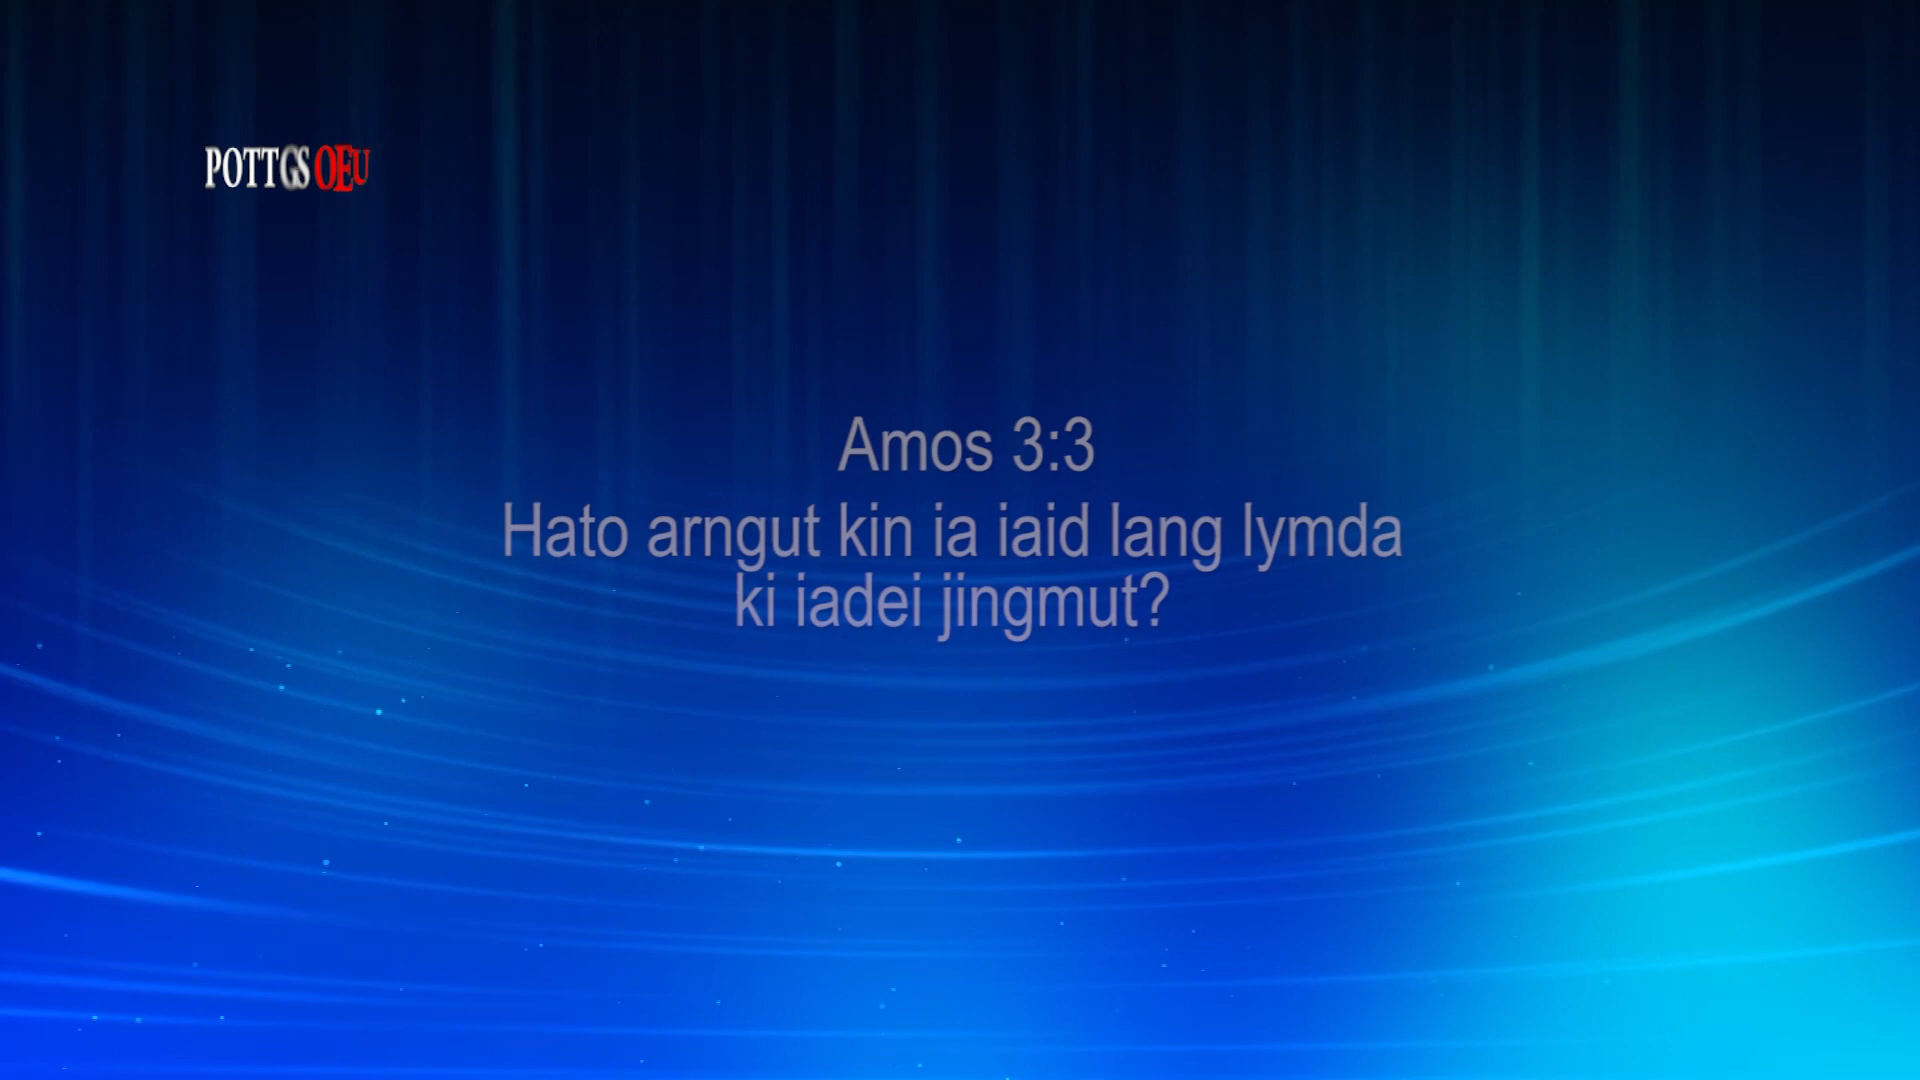 POTTGS OEU
Amos 3:3
Hato arngut kin ia iaid lang lymda
ki iadei jingmut?